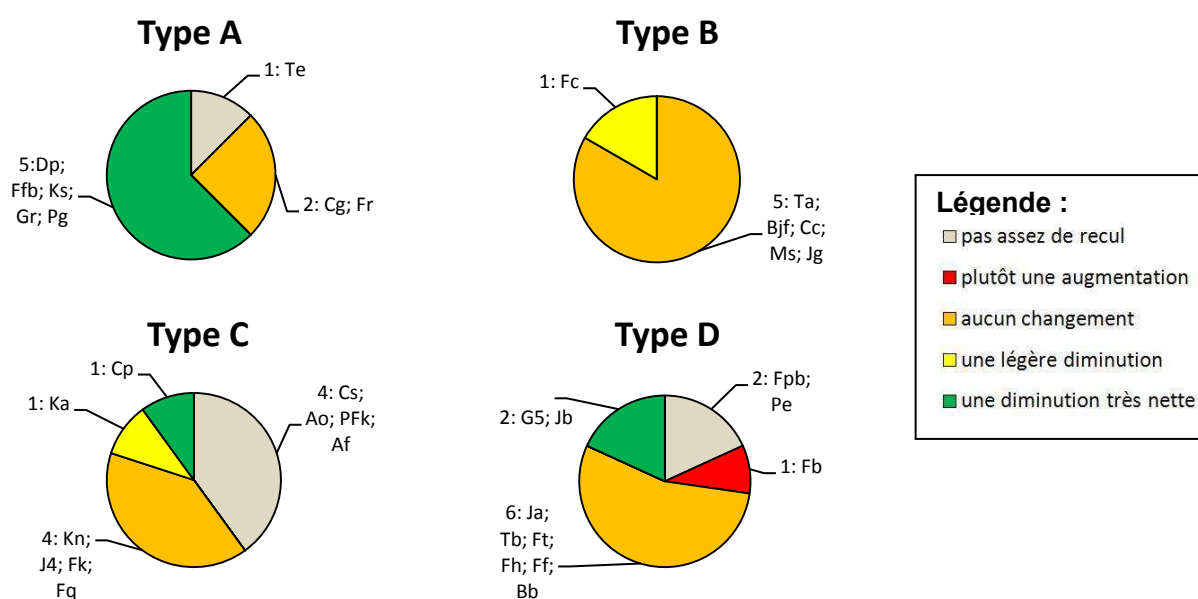 Type A
1: Te
5:Dp;
Ffb; Ks;
Gr; Pg
2: Cg; Fr
Type B
1: Fc
5: Ta;
Bjf; Cc;
Ms; Jg
Type C
1: Cp
1: Ka
4: Cs;
Ao; PFk;
Af
4: Kn;
J4; Fk;
Fq
Type D
2: Fpb;
Pe
2: G5; Jb
1: Fb
6: Ja;
Tb; Ft;
Fh; Ff;
Bb
Légende :
pas assez de recul
plutôt une augmentation
aucun changement
une légère diminution
une diminution très nette